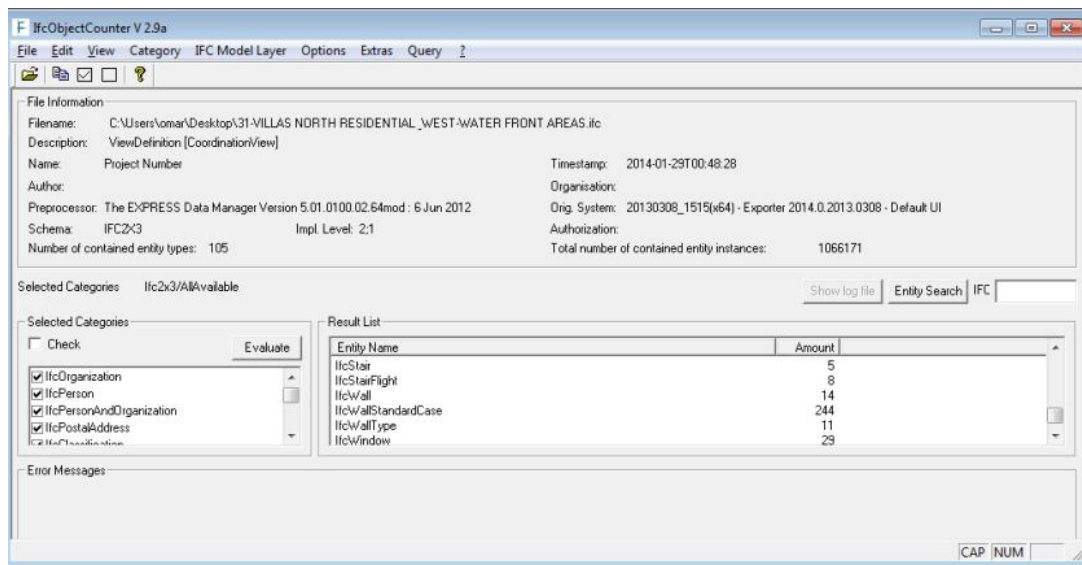 IfcObjectCounter V 2.9a
File Edit View Category IFC Model Layer Options Extras Query ?
File Information
Filename: C:\Users\omar\Desktop\31-VILLAS NORTH RESIDENTIAL_WEST-WATER FRONT AREAS.ifc
Description: ViewDefinition [CoordinationView]
Name: Project Number Timestamp: 2014-01-29T00:48:28
Author: Organisation:
Preprocessor: The EXPRESS Data Manager Version 5.01.0100.02.64mod : 6 Jun 2012 Orig. System: 20130308_1515(x64) - Exporter 2014.0.2013.0308 - Default UI
Schema: IFC2X3 Impl. Level: 2;1 Authorization:
Number of contained entity types: 105 Total number of contained entity instances: 1066171
Selected Categories Ifc2x3/AllAvailable Show log file Entity Search IFC
Selected Categories Result List
Check Evaluate Entity Name Amount
IfcOrganization
IfcPerson
IfcPersonAndOrganization
IfcPostalAddress
IfcClassification
IfcStair 5
IfcStairFlight 8
IfcWall 14
IfcWallStandardCase 244
IfcWallType 11
IfcWindow 29
Error Messages
CAP NUM